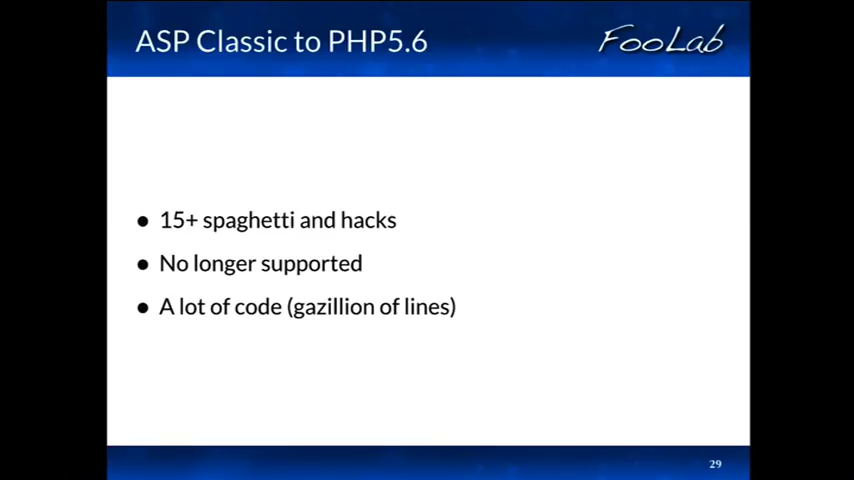 ASP Classic to PHP5.6
FooLab
● 15+ spaghetti and hacks
● No longer supported
● A lot of code (gazillion of lines)
29